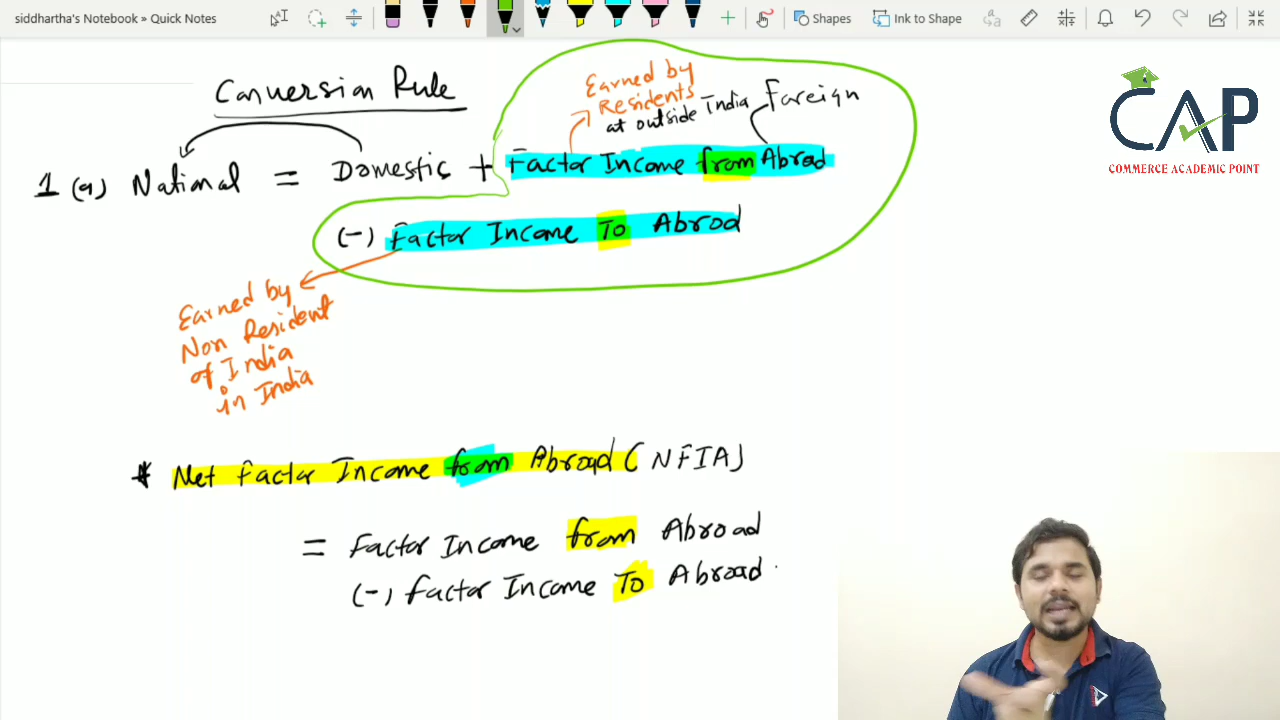 siddhartha's Notebook » Quick Notes
Shapes
Ink to Shape
CAP
COMMERCE ACADEMIC POINT
Conversion Rule
Earned by
Residents
at outside India
Foreign
1 (a) National = Domestic + Factor Income from Abroad
(-) Factor Income To Abroad
Earned by
Non Resident
of India
in India
* Net Factor Income from Abroad (NFIA)
= Factor Income from Abroad
(-) Factor Income To Abroad